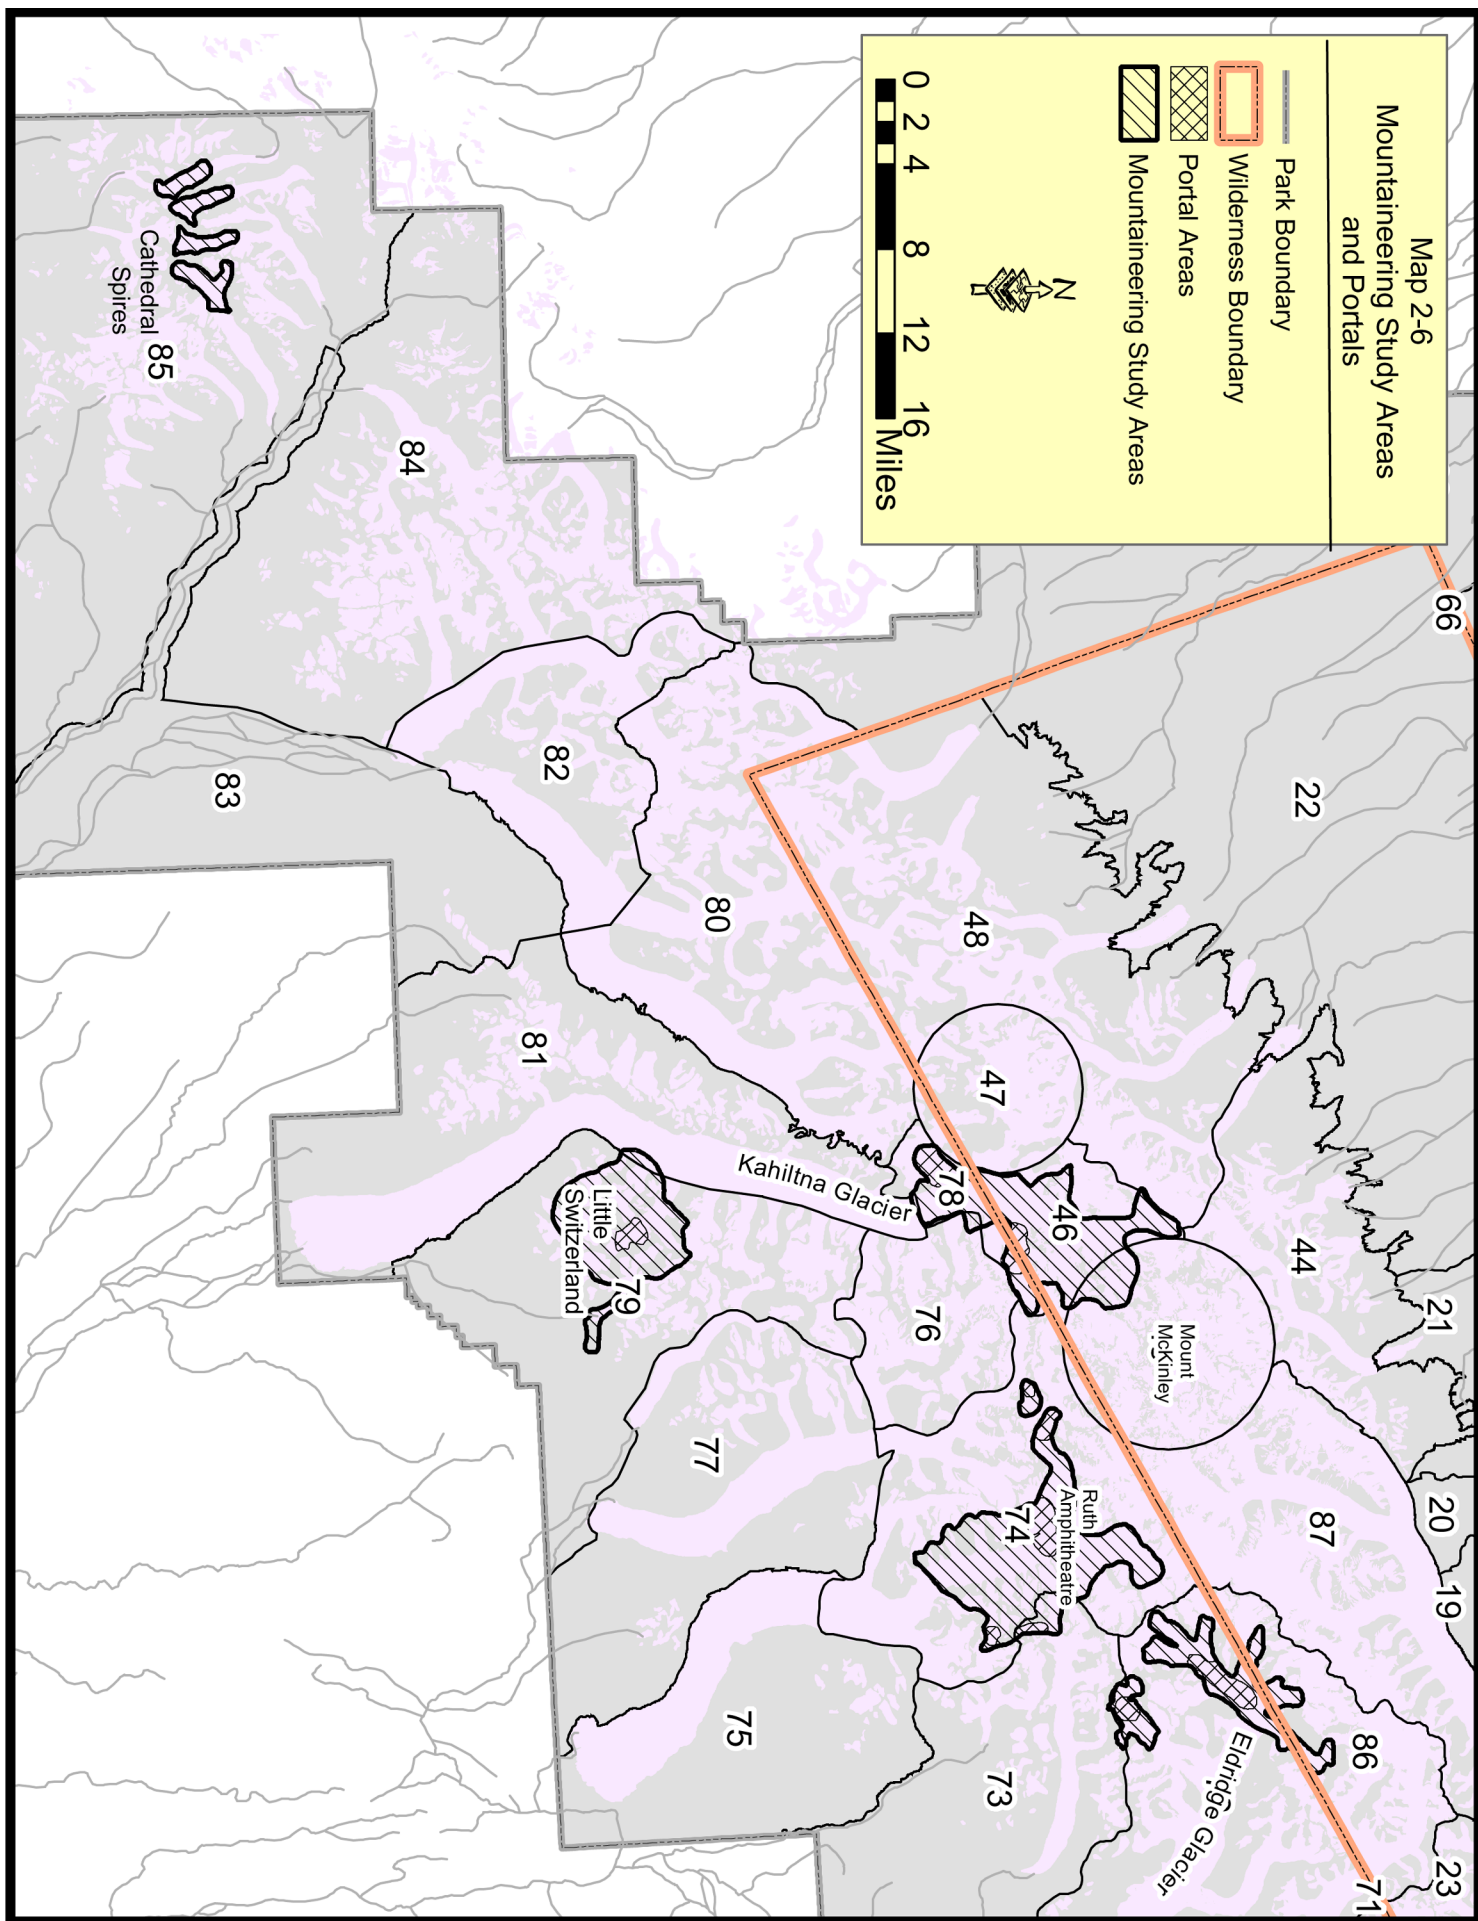 Map 2-6
Mountaineering Study Areas
and Portals
Park Boundary
Wilderness Boundary
Portal Areas
Mountaineering Study Areas
N
0 2 4 8 12 16
Miles
66
22
21
20
19
23
71
44
87
86
48
47
46
78
Mount
McKinley
Ruth
Amphitheatre
74
Eldridge Glacier
73
80
Kahiltna Glacier
76
82
84
81
Little
Switzerland
79
77
75
83
85
Cathedral
Spires